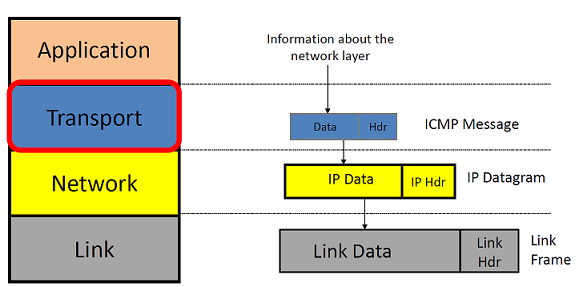 Application
Transport
Network
Link
Information about the
network layer
Data Hdr
ICMP Message
IP Data IP Hdr
IP Datagram
Link Data
Link
Hdr
Link
Frame